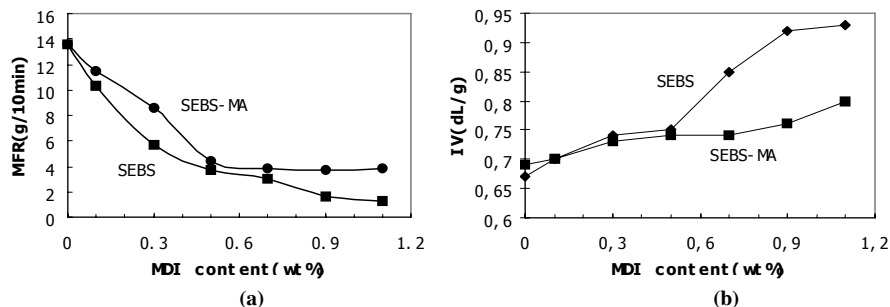 MFR(g/10min)
16
14
12
10
8
6
4
2
0
SEBS-MA
SEBS
0 0.3 0.6 0.9 1.2
MDI content(wt%)
(a)
IV(dL/g)
0,95
0,9
0,85
0,8
0,75
0,7
0,65
0,6
SEBS
SEBS-MA
0 0,3 0,6 0,9 1,2
MDI content(wt%)
(b)